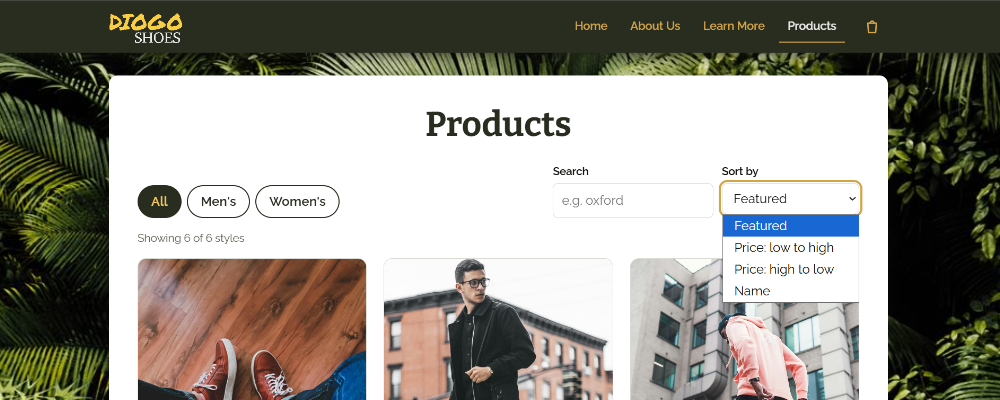 DIOGO
SHOES
Home
About Us
Learn More
Products
Products
Search
Sort by
All
Men's
Women's
e.g. oxford
Featured
Showing 6 of 6 styles
Featured
Price: low to high
Price: high to low
Name